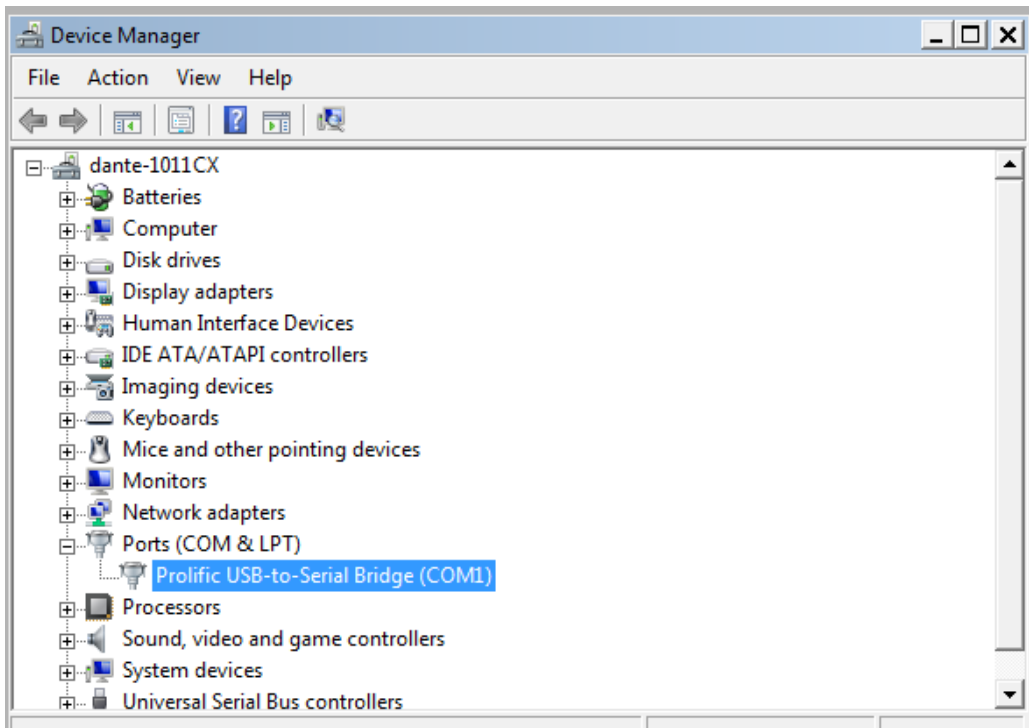 Device Manager
File Action View Help
dante-1011CX
Batteries
Computer
Disk drives
Display adapters
Human Interface Devices
IDE ATA/ATAPI controllers
Imaging devices
Keyboards
Mice and other pointing devices
Monitors
Network adapters
Ports (COM & LPT)
Prolific USB-to-Serial Bridge (COM1)
Processors
Sound, video and game controllers
System devices
Universal Serial Bus controllers